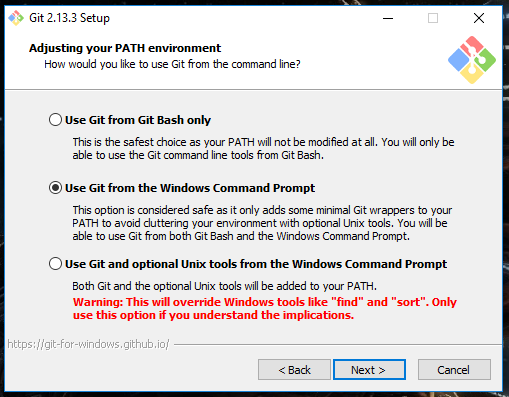 Git 2.13.3 Setup
Adjusting your PATH environment
How would you like to use Git from the command line?
Use Git from Git Bash only
This is the safest choice as your PATH will not be modified at all. You will only be
able to use the Git command line tools from Git Bash.
Use Git from the Windows Command Prompt
This option is considered safe as it only adds some minimal Git wrappers to your
PATH to avoid cluttering your environment with optional Unix tools. You will be
able to use Git from both Git Bash and the Windows Command Prompt.
Use Git and optional Unix tools from the Windows Command Prompt
Both Git and the optional Unix tools will be added to your PATH.
Warning: This will override Windows tools like "find" and "sort". Only
use this option if you understand the implications.
https://git-for-windows.github.io/
< Back
Next >
Cancel